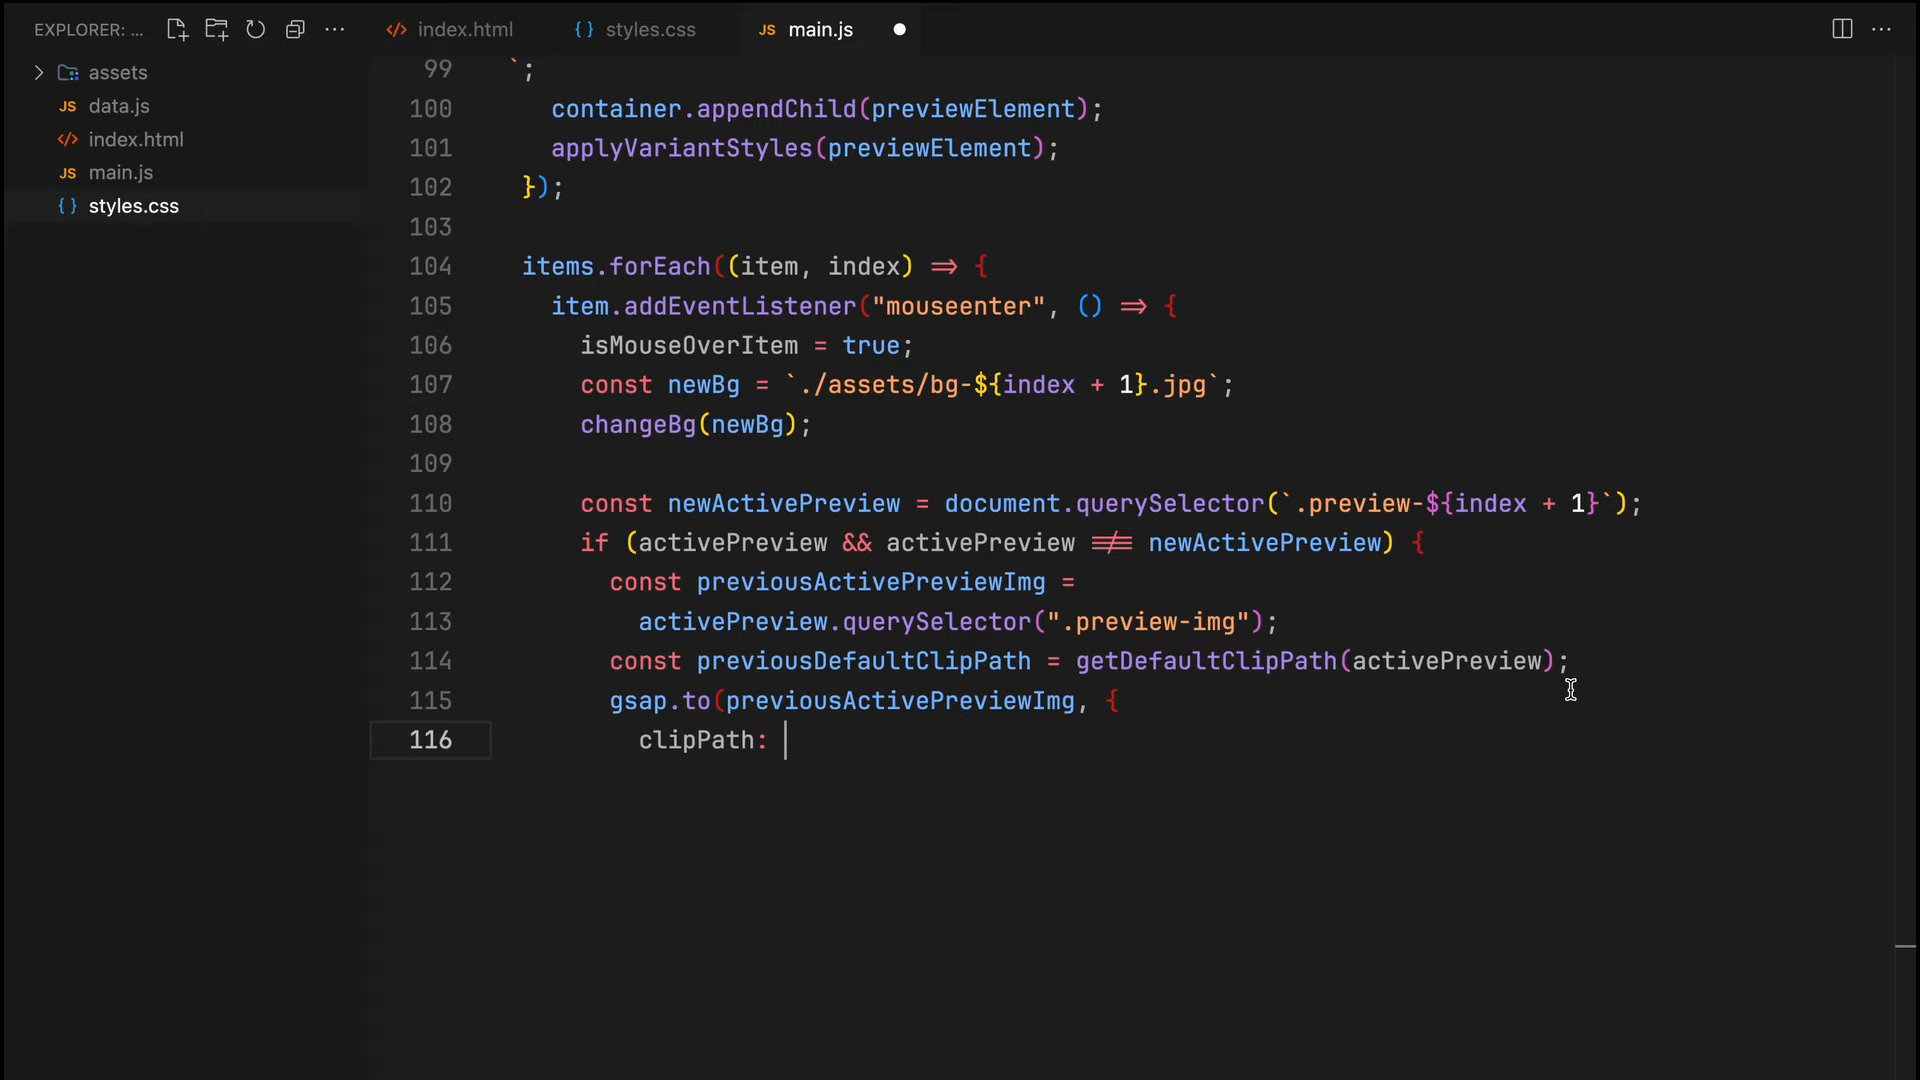 EXPLORER: ...
index.html
styles.css
JS main.js
assets
JS data.js
index.html
JS main.js
styles.css
99 `;
100 container.appendChild(previewElement);
101 applyVariantStyles(previewElement);
102 });
103
104 items.forEach((item, index) => {
105 item.addEventListener("mouseenter", () => {
106 isMouseOverItem = true;
107 const newBg = `./assets/bg-${index + 1}.jpg`;
108 changeBg(newBg);
109
110 const newActivePreview = document.querySelector(`.preview-${index + 1}`);
111 if (activePreview && activePreview !== newActivePreview) {
112 const previousActivePreviewImg =
113 activePreview.querySelector(".preview-img");
114 const previousDefaultClipPath = getDefaultClipPath(activePreview);
115 gsap.to(previousActivePreviewImg, {
116 clipPath: